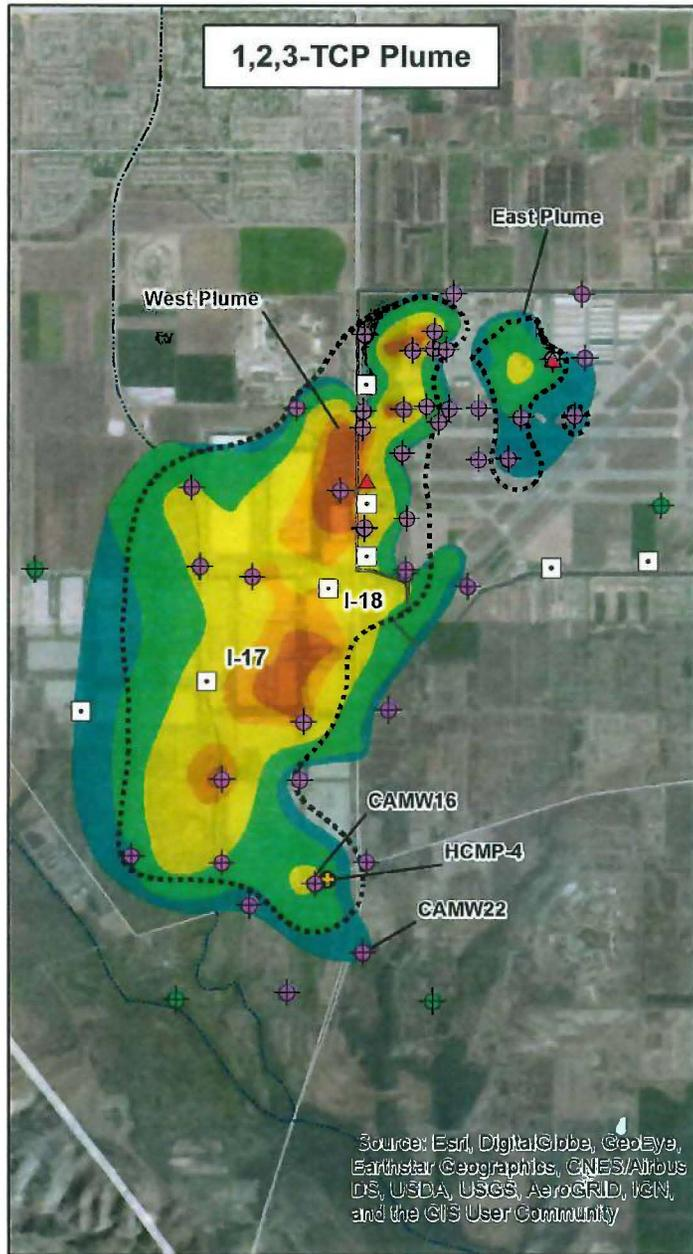 1,2,3-TCP Plume
East Plume
West Plume
I-18
I-17
CAMW16
HCMP-4
CAMW22
Source: Esri, DigitalGlobe, GeoEye,
Earthstar Geographics, CNES/Airbus
DS, USDA, USGS, AeroGRID, IGN,
and the GIS User Community